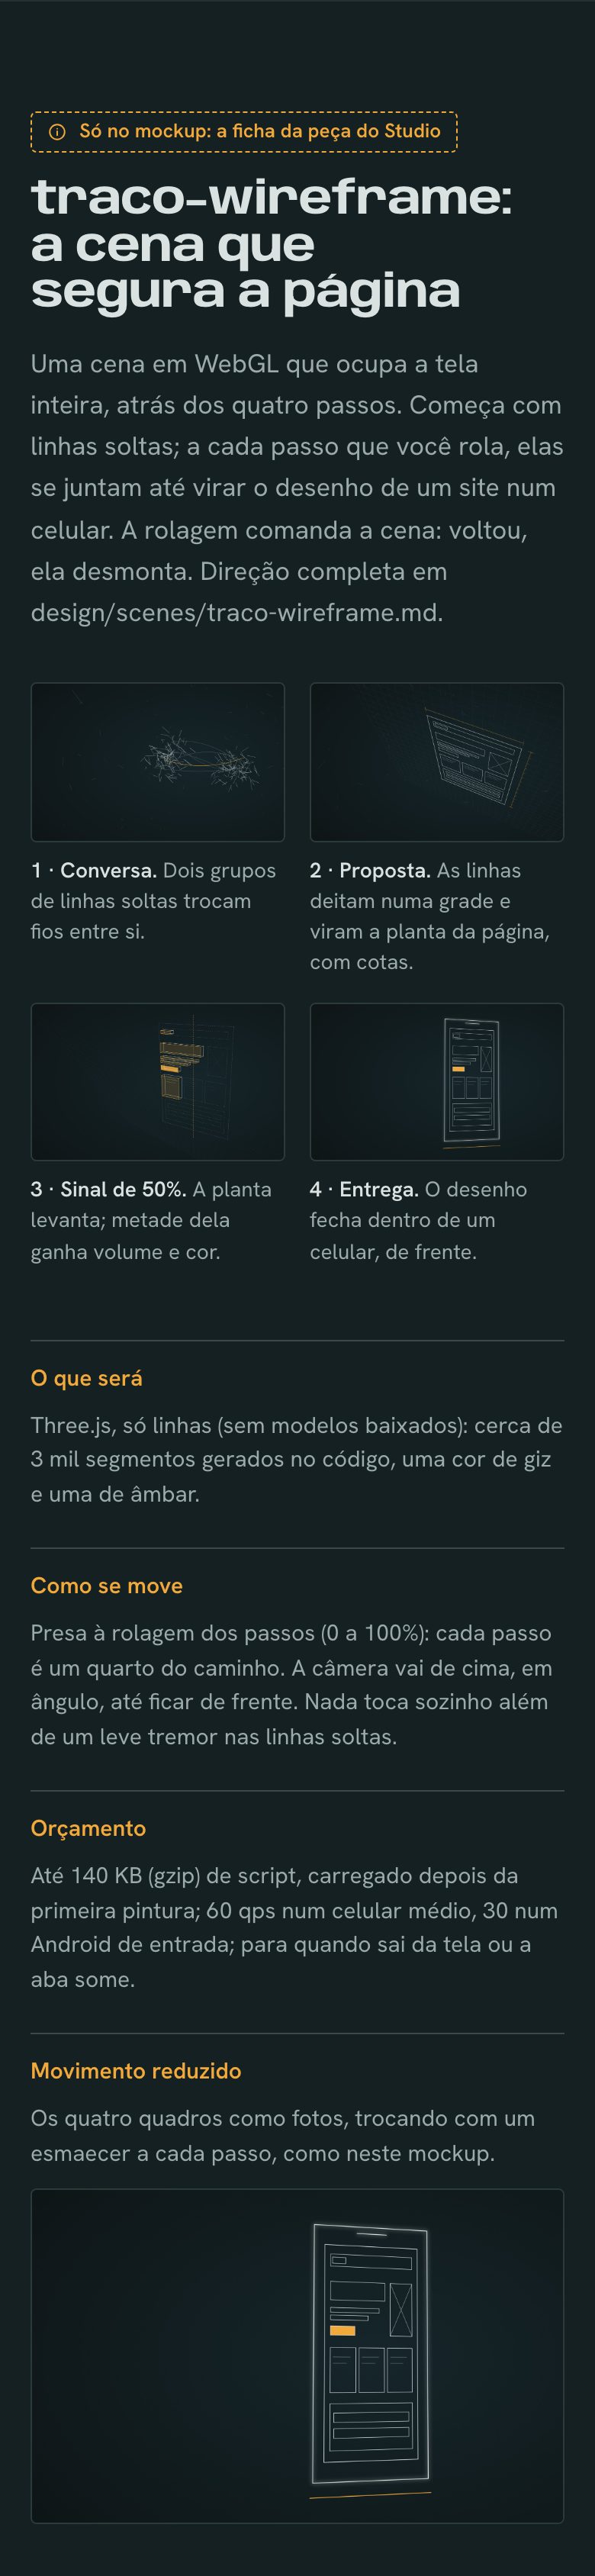 Só no mockup: a ficha da peça do Studio
traco-wireframe:
a cena que
segura a página
Uma cena em WebGL que ocupa a tela
inteira, atrás dos quatro passos. Começa com
linhas soltas; a cada passo que você rola, elas
se juntam até virar o desenho de um site num
celular. A rolagem comanda a cena: voltou,
ela desmonta. Direção completa em
design/scenes/traco-wireframe.md.
1 · Conversa. Dois grupos
de linhas soltas trocam
fios entre si.
2 · Proposta. As linhas
deitam numa grade e
viram a planta da página,
com cotas.
3 · Sinal de 50%. A planta
levanta; metade dela
ganha volume e cor.
4 · Entrega. O desenho
fecha dentro de um
celular, de frente.
O que será
Three.js, só linhas (sem modelos baixados): cerca de
3 mil segmentos gerados no código, uma cor de giz
e uma de âmbar.
Como se move
Presa à rolagem dos passos (0 a 100%): cada passo
é um quarto do caminho. A câmera vai de cima, em
ângulo, até ficar de frente. Nada toca sozinho além
de um leve tremor nas linhas soltas.
Orçamento
Até 140 KB (gzip) de script, carregado depois da
primeira pintura; 60 qps num celular médio, 30 num
Android de entrada; para quando sai da tela ou a
aba some.
Movimento reduzido
Os quatro quadros como fotos, trocando com um
esmaecer a cada passo, como neste mockup.